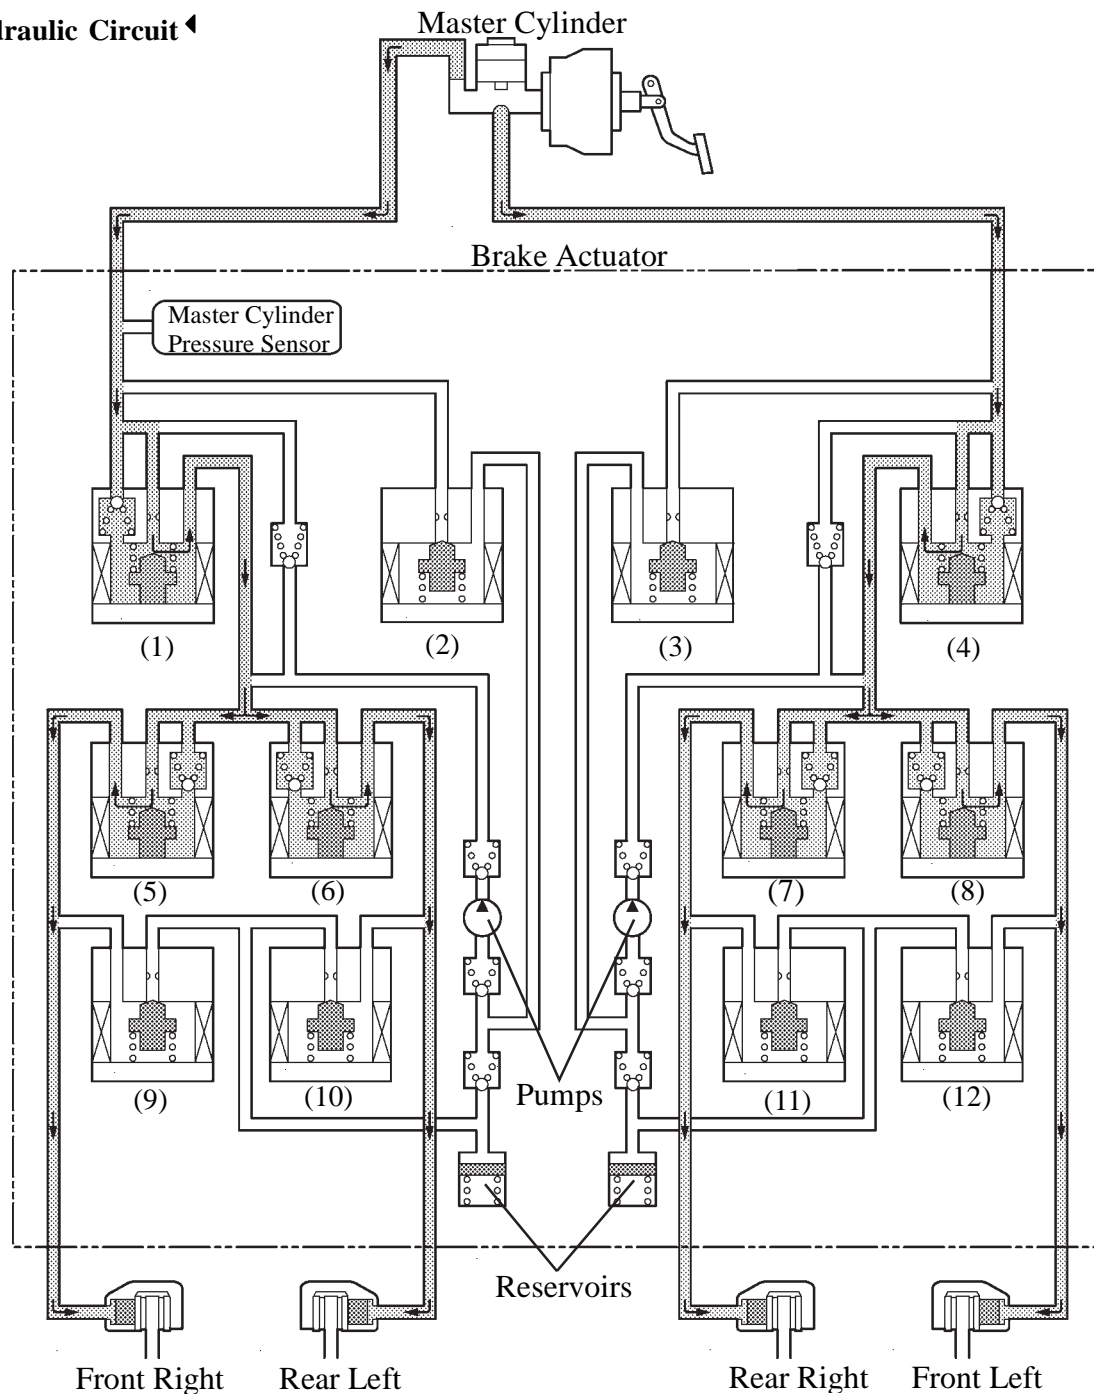 Circuit
Master Cylinder
Brake Actuator
Master Cylinder
Pressure Sensor
(1)
(2)
(3)
(4)
(5)
(6)
(7)
(8)
(9)
(10)
Pumps
(11)
(12)
Reservoirs
Front Right
Rear Left
Rear Right
Front Left